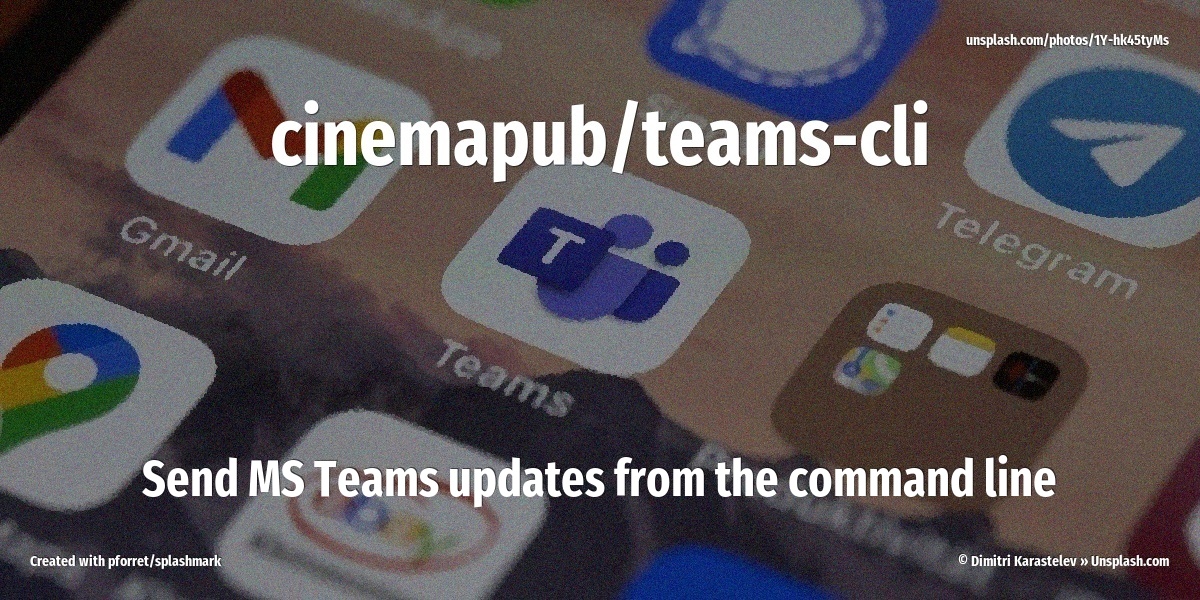 unsplash.com/photos/1Y-hk45tyMs
cinemapub/teams-cli
Telegram
Gmail
T
Teams
Send MS Teams updates from the command line
Created with pforret/splashmark
© Dimitri Karastelev » Unsplash.com